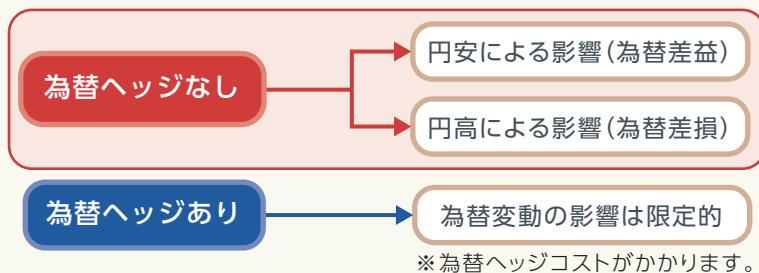 為替ヘッジなし
円安による影響(為替差益)
円高による影響(為替差損)
為替ヘッジあり
為替変動の影響は限定的
※為替ヘッジコストがかかります。